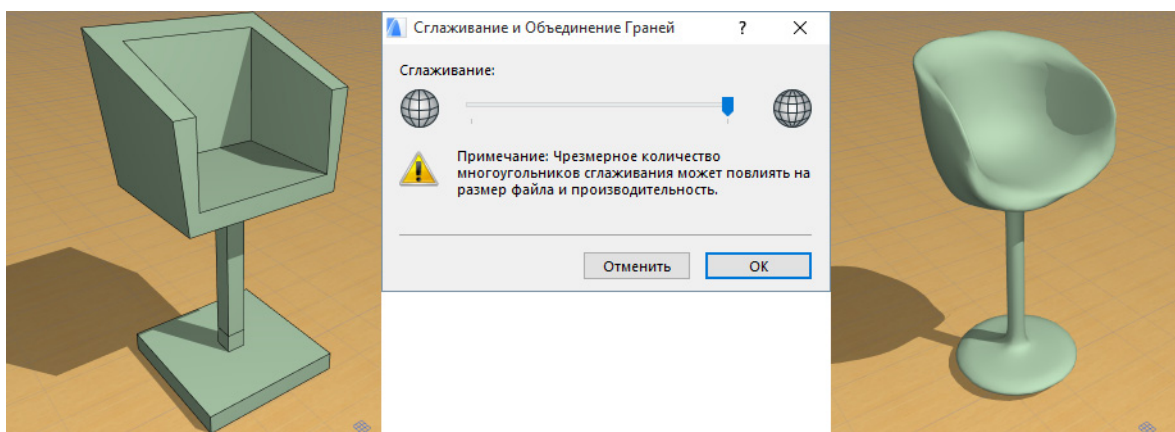 Сглаживание и Объединение Граней
?
Сглаживание:
Примечание: Чрезмерное количество
многоугольников сглаживания может повлиять на
размер файла и производительность.
Отменить
OK